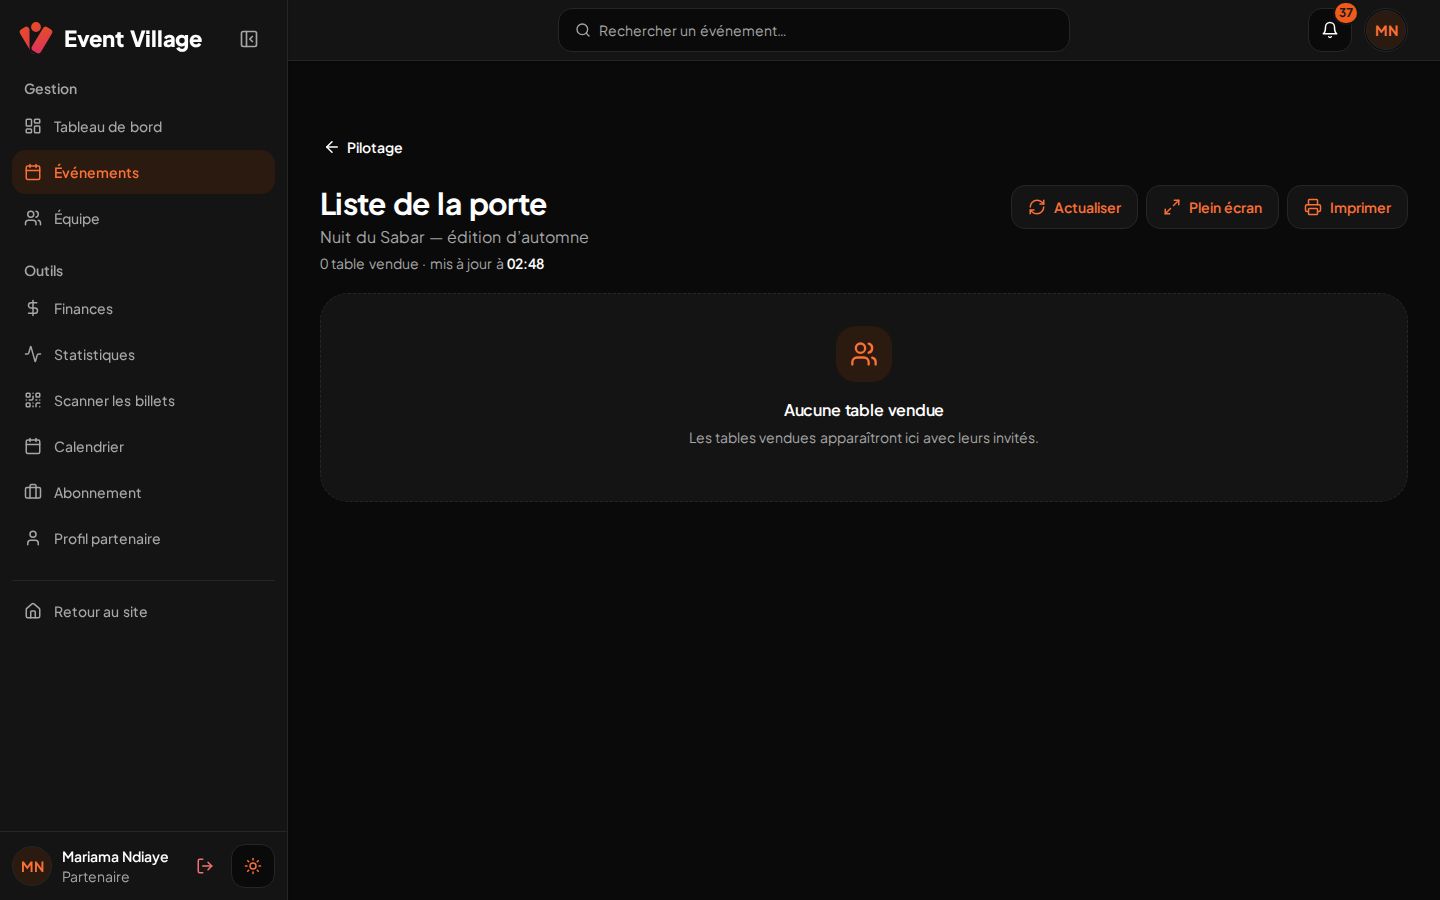 Event Village
Gestion
Tableau de bord
Événements
Équipe
Outils
Finances
Statistiques
Scanner les billets
Calendrier
Abonnement
Profil partenaire
Retour au site
MN
Mariama Ndiaye
Partenaire
Rechercher un événement...
37
MN
Pilotage
Liste de la porte
Nuit du Sabar — édition d'automne
0 table vendue · mis à jour à 02:48
Actualiser
Plein écran
Imprimer
Aucune table vendue
Les tables vendues apparaîtront ici avec leurs invités.